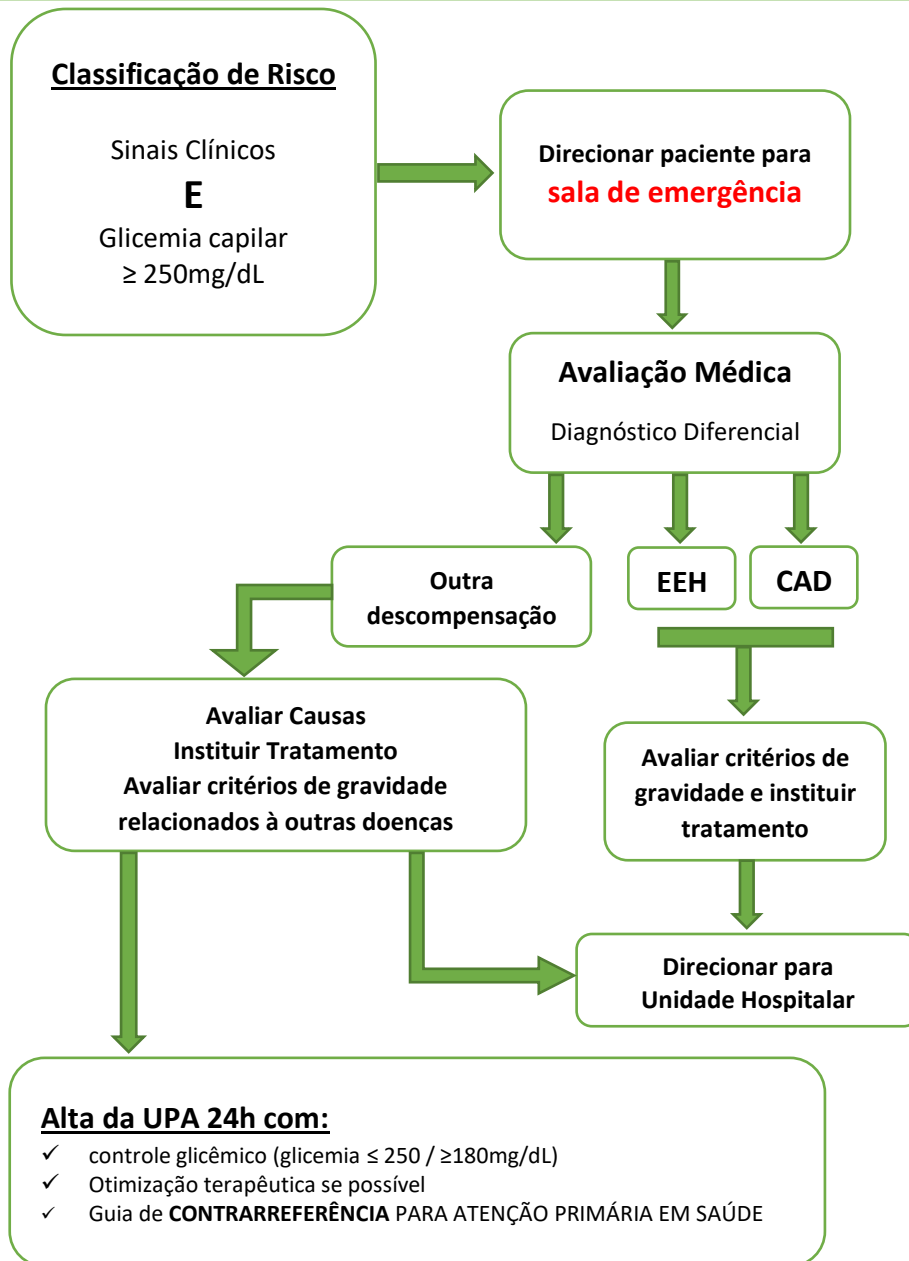 Classificação de Risco
Sinais Clínicos
E
Glicemia capilar
≥ 250mg/dL
Direcionar paciente para
sala de emergência
Avaliação Médica
Diagnóstico Diferencial
Outra
descompensação
EEH
CAD
Avaliar Causas
Instituir Tratamento
Avaliar critérios de gravidade
relacionados à outras doenças
Avaliar critérios de
gravidade e instituir
tratamento
Direcionar para
Unidade Hospitalar
Alta da UPA 24h com:
✓ controle glicêmico (glicemia ≤ 250 / ≥180mg/dL)
✓ Otimização terapêutica se possível
✓ Guia de CONTRARREFERÊNCIA PARA ATENÇÃO PRIMÁRIA EM SAÚDE